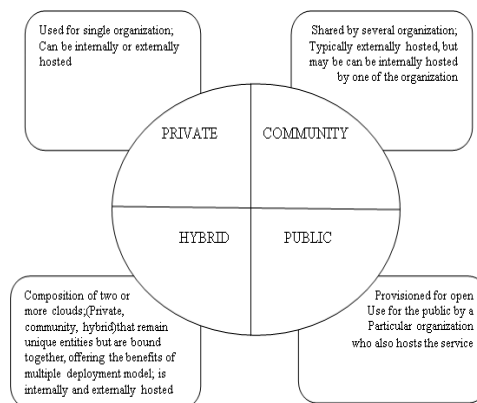 Used for single organization;
Can be internally or externally
hosted
Shared by several organization;
Typically externally hosted, but
may be can be internally hosted
by one of the organization
PRIVATE
COMMUNITY
HYBRID
PUBLIC
Composition of two or
more clouds;(Private,
community, hybrid)that remain
unique entities but are bound
together, offering the benefits of
multiple deployment model; is
internally and externally hosted
Provisioned for open
Use for the public by a
Particular organization
who also hosts the service